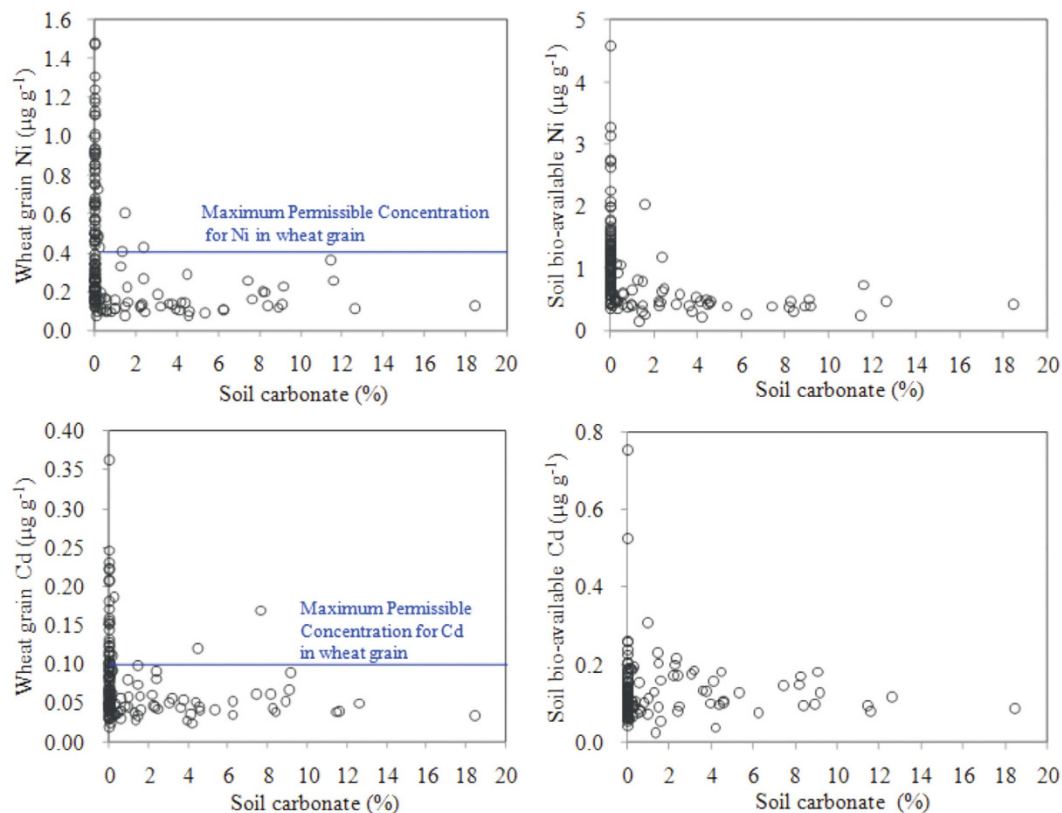 1.6
1.4
1.2
1.0
0.8
0.6
0.4
0.2
0.0
Wheat grain Ni (µg g⁻¹)
Maximum Permissible Concentration
for Ni in wheat grain
0 2 4 6 8 10 12 14 16 18 20
Soil carbonate (%)
5
4
3
2
1
0
Soil bio-available Ni (µg g⁻¹)
0 2 4 6 8 10 12 14 16 18 20
Soil carbonate (%)
0.40
0.35
0.30
0.25
0.20
0.15
0.10
0.05
0.00
Wheat grain Cd (µg g⁻¹)
Maximum Permissible
Concentration for Cd
in wheat grain
0 2 4 6 8 10 12 14 16 18 20
Soil carbonate (%)
0.8
0.6
0.4
0.2
0.0
Soil bio-available Cd (µg g⁻¹)
0 2 4 6 8 10 12 14 16 18 20
Soil carbonate (%)